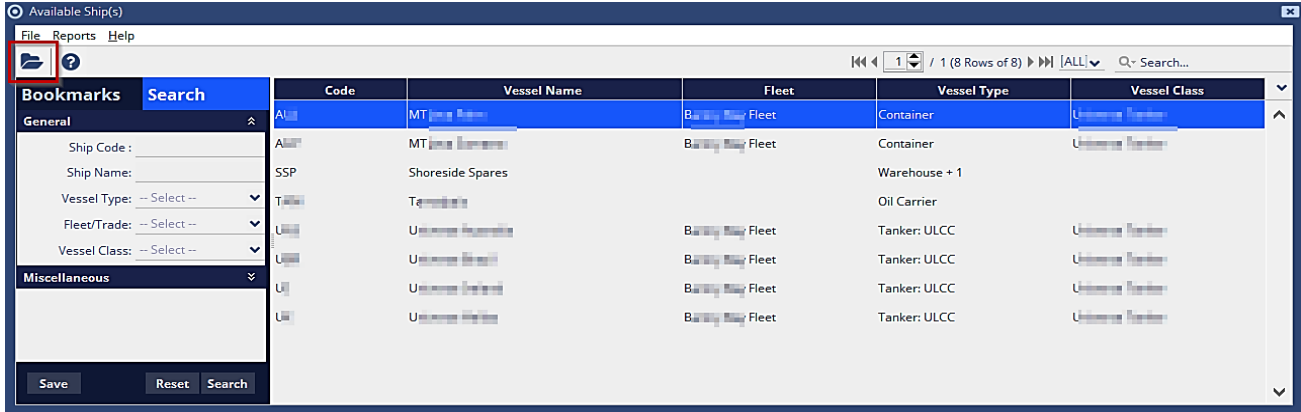 Available Ship(s)
File Reports Help
1 / 1 (8 Rows of 8) [ALL] Search...
Bookmarks Search
Code Vessel Name Fleet Vessel Type Vessel Class
General
Ship Code :
Ship Name:
Vessel Type: -- Select --
Fleet/Trade: -- Select --
Vessel Class: -- Select --
Miscellaneous
Save Reset Search
MT Fleet Container
MT Fleet Container
SSP Shoreside Spares Warehouse + 1
Oil Carrier
Fleet Tanker: ULCC
Fleet Tanker: ULCC
Fleet Tanker: ULCC
Fleet Tanker: ULCC